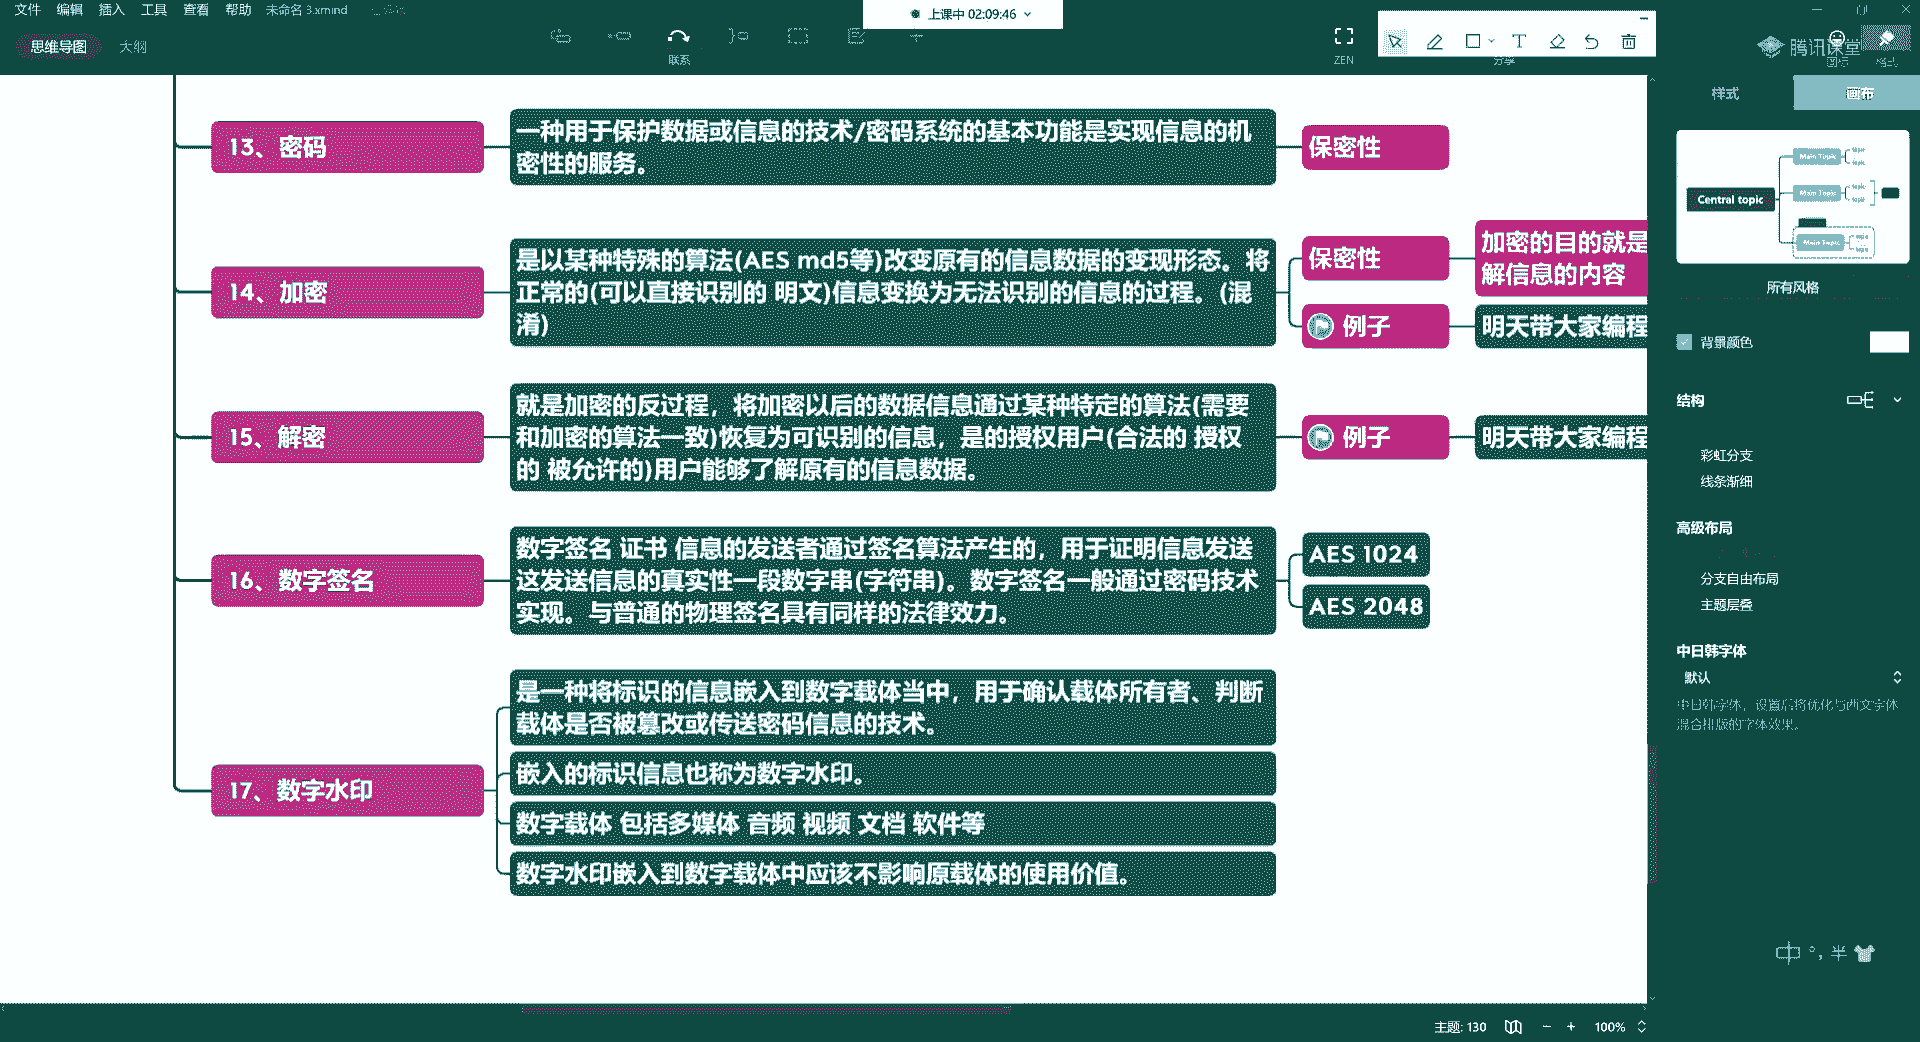 文件 编辑 插入 工具 查看 帮助 未命名 3.xmind
上课中 02:09:46
思维导图 大纲
联系
ZEN
分享
腾讯课堂
图标
格式
样式
画布
13、密码
一种用于保护数据或信息的技术/密码系统的基本功能是实现信息的机
密性的服务。
保密性
14、加密
是以某种特殊的算法(AES md5等)改变原有的信息数据的变现形态。将
正常的(可以直接识别的 明文)信息变换为无法识别的信息的过程。(混
淆)
保密性
加密的目的就是
解信息的内容
例子
明天带大家编程
15、解密
就是加密的反过程，将加密以后的数据信息通过某种特定的算法(需要
和加密的算法一致)恢复为可识别的信息，是的授权用户(合法的 授权
的 被允许的)用户能够了解原有的信息数据。
例子
明天带大家编程
16、数字签名
数字签名 证书 信息的发送者通过签名算法产生的，用于证明信息发送
这发送信息的真实性一段数字串(字符串)。数字签名一般通过密码技术
实现。与普通的物理签名具有同样的法律效力。
AES 1024
AES 2048
17、数字水印
是一种将标识的信息嵌入到数字载体当中，用于确认载体所有者、判断
载体是否被篡改或传送密码信息的技术。
嵌入的标识信息也称为数字水印。
数字载体 包括多媒体 音频 视频 文档 软件等
数字水印嵌入到数字载体中应该不影响原载体的使用价值。
Central topic
Main Topic
topic
topic
Main Topic
topic
topic
Main Topic
topic
topic
所有风格
背景颜色
结构
彩虹分支
线条渐细
高级布局
分支自由布局
主题层叠
中日韩字体
默认
中日韩字体，设置后将优化与西文字体
混合排版的字体效果。
中 °, 半
主题: 130
100%